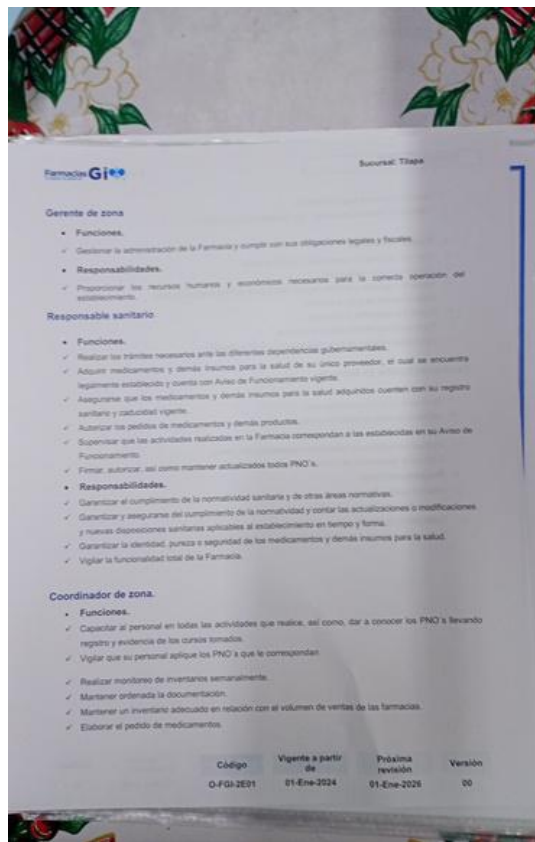 Sucursal: Tilapa
Farmacias Gi
Gerente de zona
• Funciones.
✓ Gestionar la administración de la Farmacia y cumplir con sus obligaciones legales y fiscales.
• Responsabilidades.
✓ Proporcionar los recursos humanos y económicos necesarios para la correcta operación del
establecimiento.
Responsable sanitario
• Funciones.
✓ Realizar los trámites necesarios ante las diferentes dependencias gubernamentales.
✓ Adquirir medicamentos y demás insumos para la salud de su único proveedor, el cual se encuentra
legalmente establecido y cuenta con Aviso de Funcionamiento vigente.
✓ Asegurarse que los medicamentos y demás insumos para la salud adquiridos cuenten con su registro
sanitario y caducidad vigente.
✓ Autorizar los pedidos de medicamentos y demás productos.
✓ Supervisar que las actividades realizadas en la Farmacia correspondan a las establecidas en su Aviso de
Funcionamiento.
✓ Firmar, autorizar, así como mantener actualizados todos PNO´s.
• Responsabilidades.
✓ Garantizar el cumplimiento de la normatividad sanitaria y de otras áreas normativas.
✓ Garantizar y asegurarse del cumplimiento de la normatividad y contar las actualizaciones o modificaciones
y nuevas disposiciones sanitarias aplicables al establecimiento en tiempo y forma.
✓ Garantizar la identidad, pureza o seguridad de los medicamentos y demás insumos para la salud.
✓ Vigilar la funcionalidad total de la Farmacia.
Coordinador de zona.
• Funciones.
✓ Capacitar al personal en todas las actividades que realice, así como, dar a conocer los PNO´s llevando
registro y evidencia de los cursos tomados.
✓ Vigilar que su personal aplique los PNO´s que le correspondan
✓ Realizar monitoreo de inventarios semanalmente.
✓ Mantener ordenada la documentación.
✓ Mantener un inventario adecuado en relación con el volumen de ventas de las farmacias.
✓ Elaborar el pedido de medicamentos.
Código Vigente a partir de Próxima revisión Versión
O-FGI-2E01 01-Ene-2024 01-Ene-2026 00